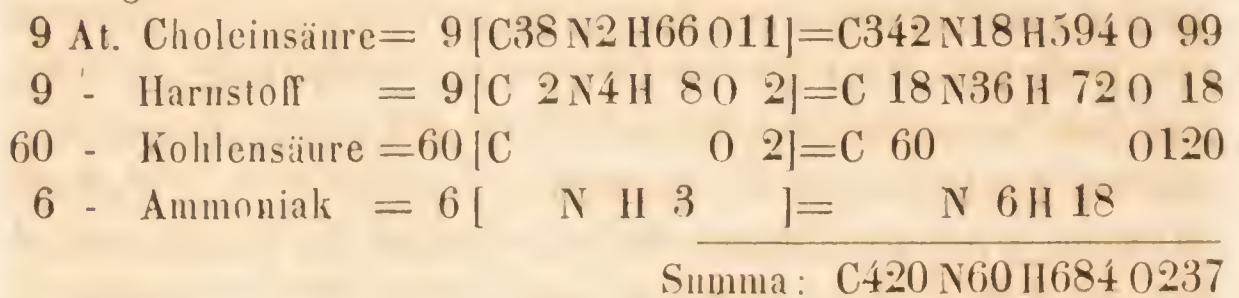 9 At. Choleinsäure= 9[C38 N2 H66 O11]=C342 N18 H594 O 99
9 - Harnstoff = 9[C 2 N4 H 8 O 2]=C 18 N36 H 72 O 18
60 - Kohlensäure =60[C O 2]=C 60 O120
6 - Ammoniak = 6[ N H 3 ]= N 6 H 18
Summa: C420 N60 H684 O237